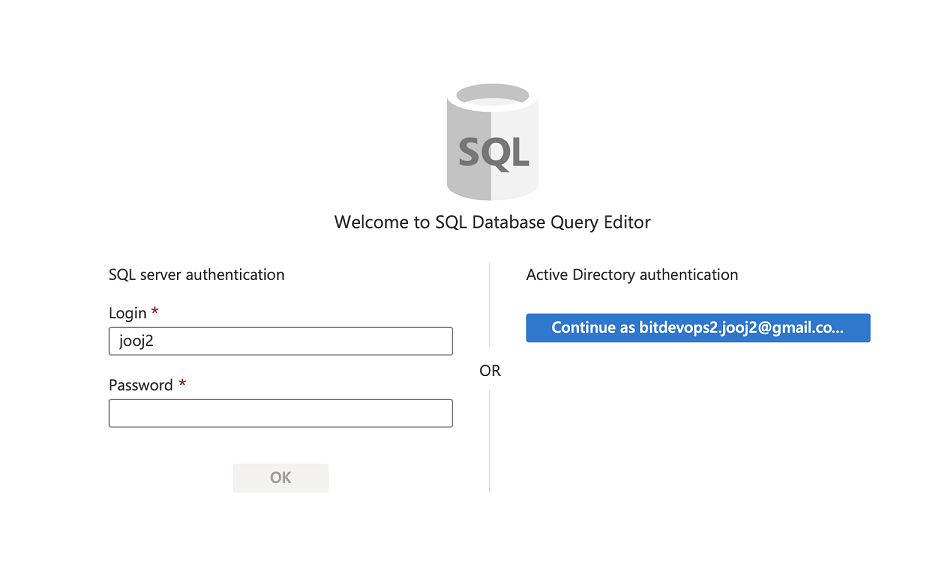 SQL
Welcome to SQL Database Query Editor
SQL server authentication
Login *
jooj2
Password *
OK
OR
Active Directory authentication
Continue as bitdevops2.jooj2@gmail.co...